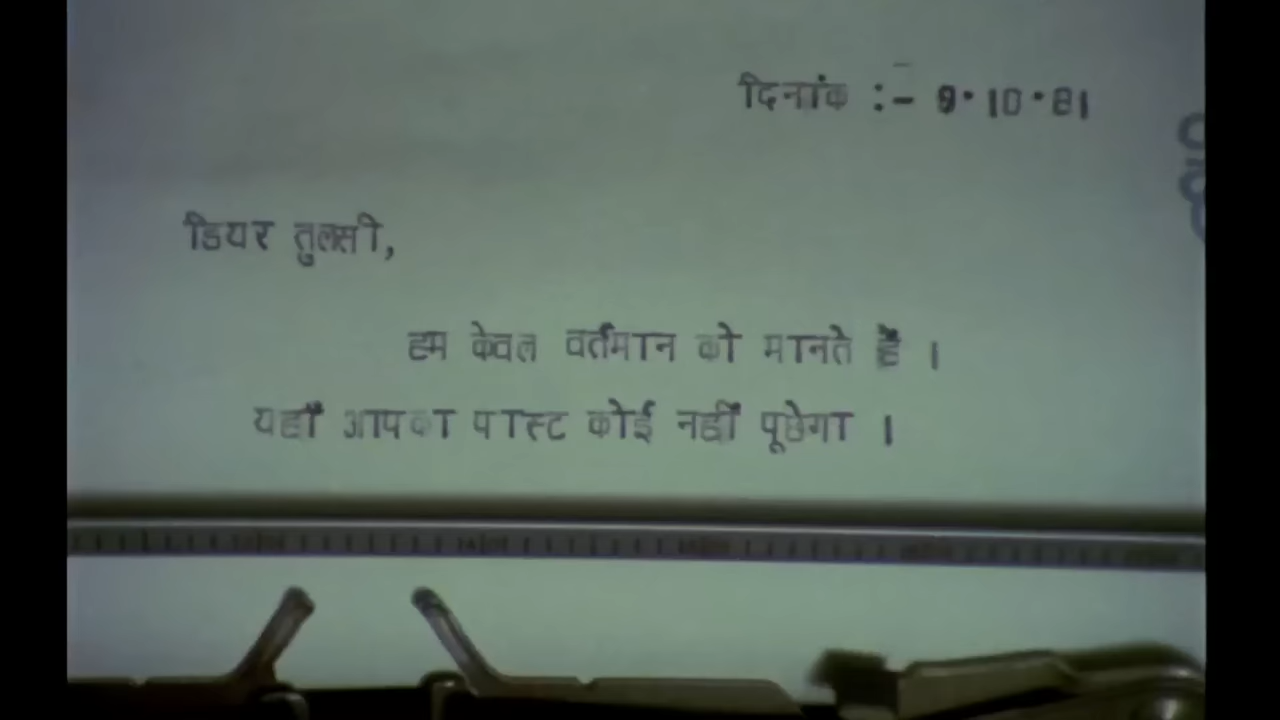 दिनांक :- 9.10.81
डियर तुलसी,
हम केवल वर्तमान को मानते हैं ।
यहाँ आपका पास्ट कोई नहीं पूछेगा ।